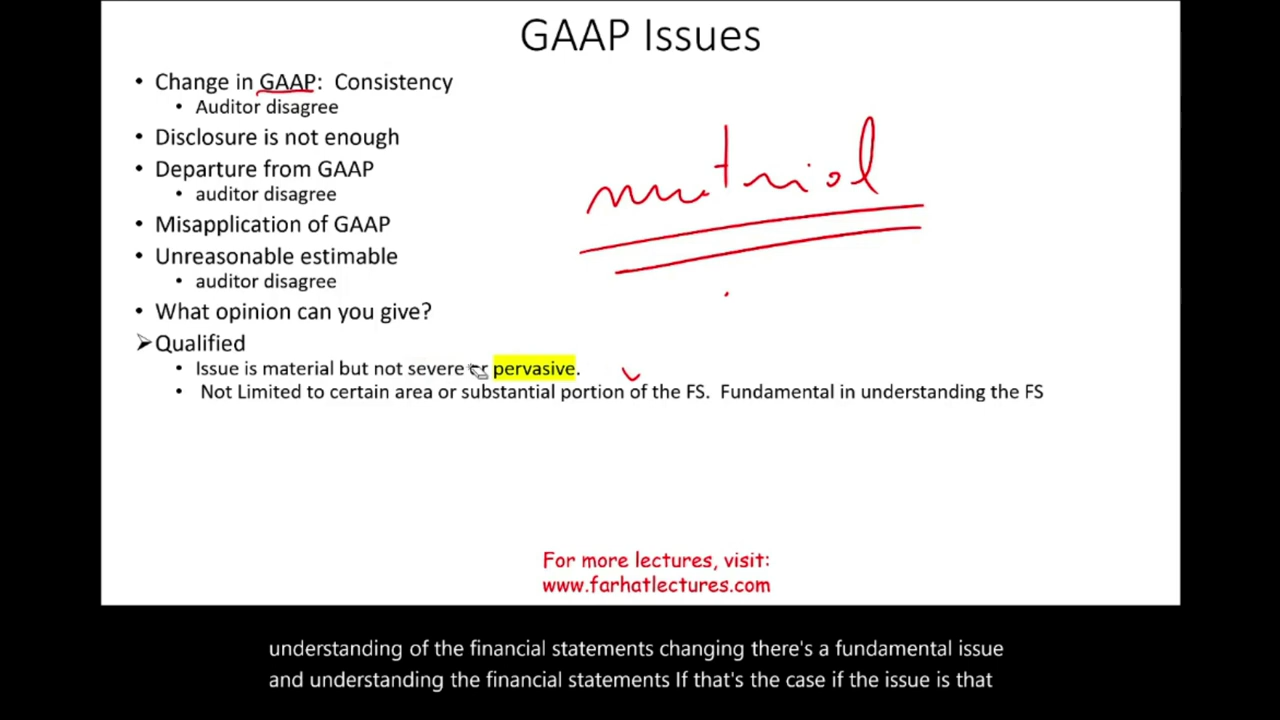 GAAP Issues
• Change in GAAP: Consistency
• Auditor disagree
• Disclosure is not enough
• Departure from GAAP
• auditor disagree
• Misapplication of GAAP
• Unreasonable estimable
• auditor disagree
• What opinion can you give?
➢Qualified
• Issue is material but not severe or pervasive.
• Not Limited to certain area or substantial portion of the FS. Fundamental in understanding the FS
matrial
For more lectures, visit:
www.farhatlectures.com
understanding of the financial statements changing there's a fundamental issue
and understanding the financial statements If that's the case if the issue is that